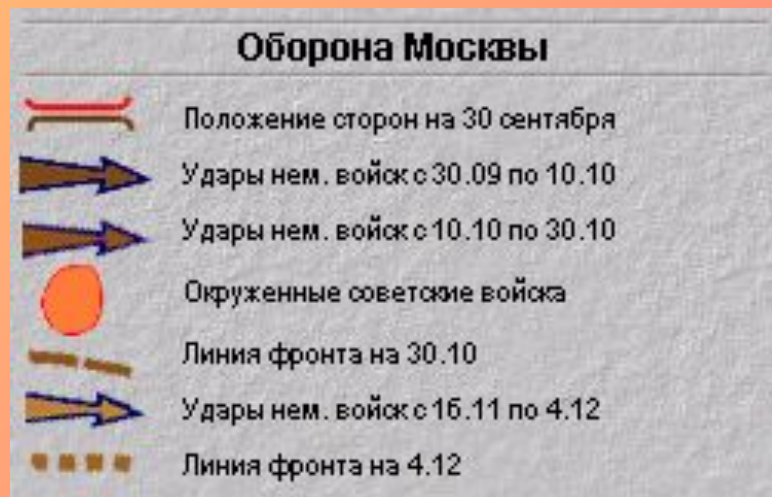 Оборона Москвы
Положение сторон на 30 сентября
Удары нем. войск с 30.09 по 10.10
Удары нем. войск с 10.10 по 30.10
Окруженные советские войска
Линия фронта на 30.10
Удары нем. войск с 16.11 по 4.12
Линия фронта на 4.12